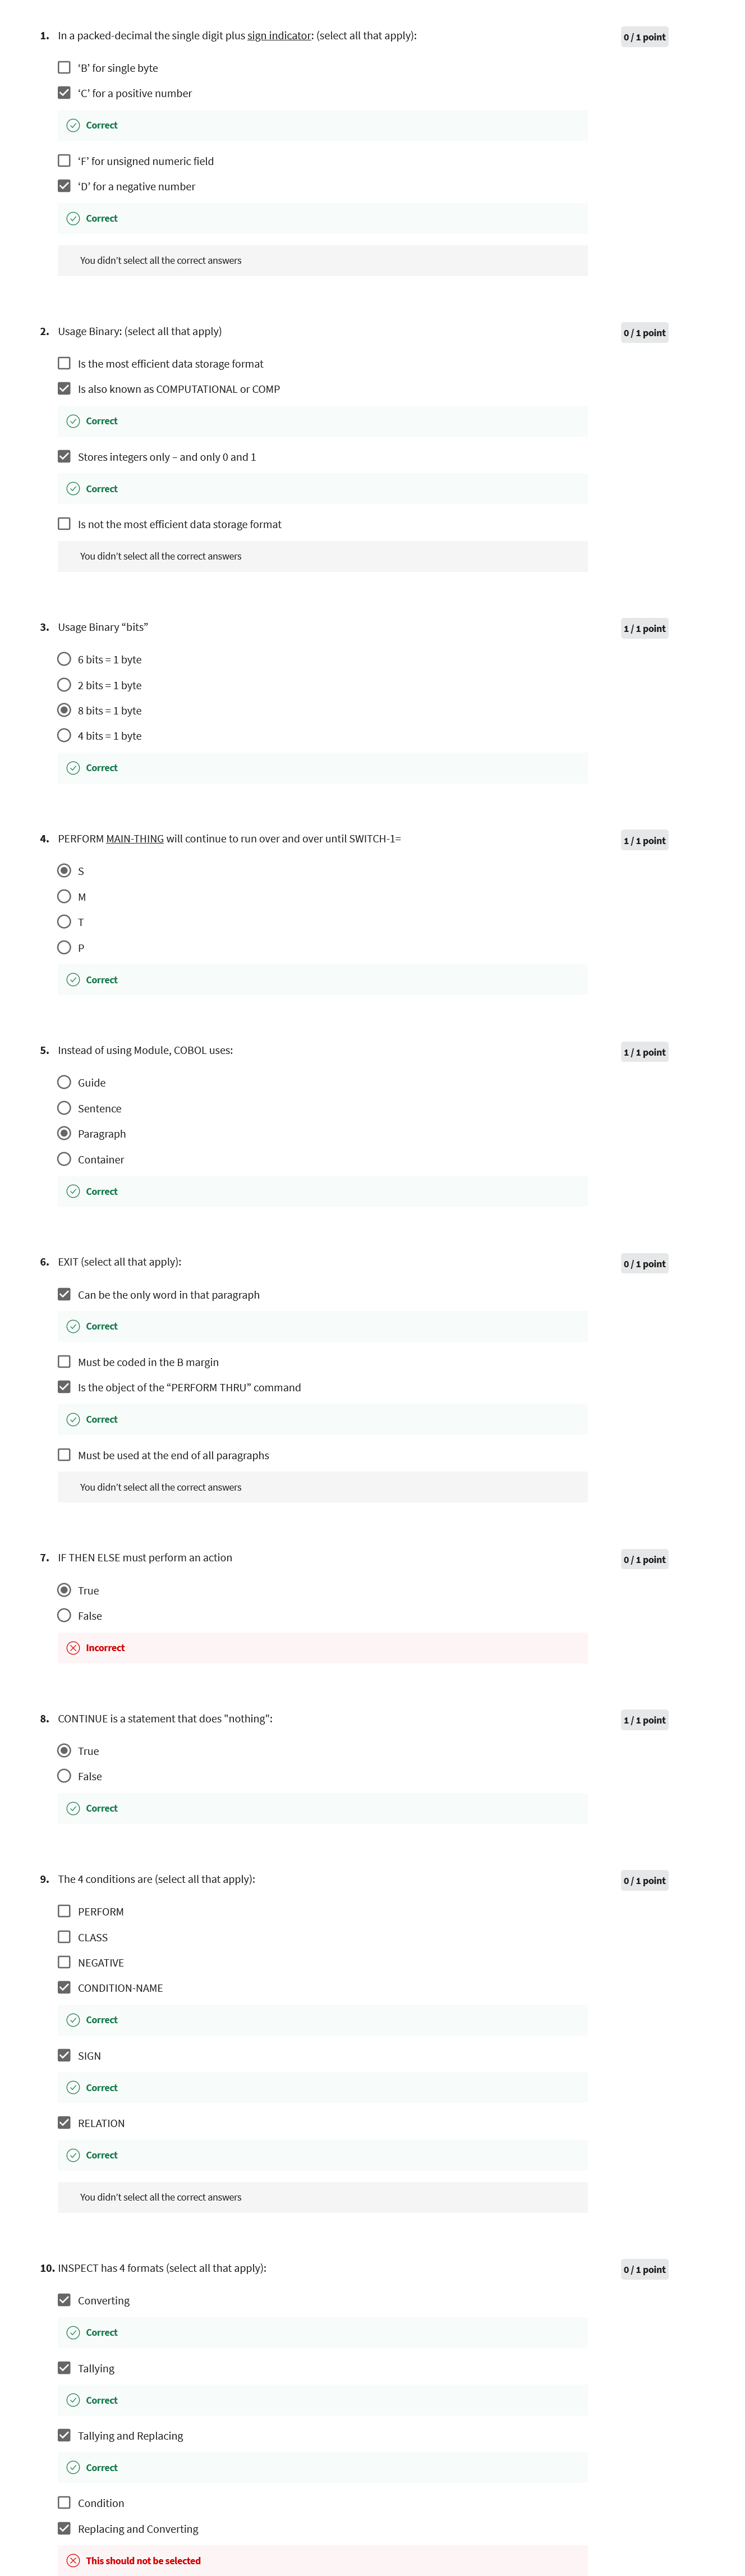 1. In a packed-decimal the single digit plus sign indicator: (select all that apply):
0 / 1 point
'B' for single byte
‘C’ for a positive number
Correct
‘F’ for unsigned numeric field
‘D’ for a negative number
Correct
You didn’t select all the correct answers
2. Usage Binary: (select all that apply)
0 / 1 point
Is the most efficient data storage format
Is also known as COMPUTATIONAL or COMP
Correct
Stores integers only – and only 0 and 1
Correct
Is not the most efficient data storage format
You didn’t select all the correct answers
3. Usage Binary “bits”
1 / 1 point
6 bits = 1 byte
2 bits = 1 byte
8 bits = 1 byte
4 bits = 1 byte
Correct
4. PERFORM MAIN-THING will continue to run over and over until SWITCH-1=
1 / 1 point
S
M
T
P
Correct
5. Instead of using Module, COBOL uses:
1 / 1 point
Guide
Sentence
Paragraph
Container
Correct
6. EXIT (select all that apply):
0 / 1 point
Can be the only word in that paragraph
Correct
Must be coded in the B margin
Is the object of the “PERFORM THRU” command
Correct
Must be used at the end of all paragraphs
You didn’t select all the correct answers
7. IF THEN ELSE must perform an action
0 / 1 point
True
False
Incorrect
8. CONTINUE is a statement that does "nothing":
1 / 1 point
True
False
Correct
9. The 4 conditions are (select all that apply):
0 / 1 point
PERFORM
CLASS
NEGATIVE
CONDITION-NAME
Correct
SIGN
Correct
RELATION
Correct
You didn’t select all the correct answers
10. INSPECT has 4 formats (select all that apply):
0 / 1 point
Converting
Correct
Tallying
Correct
Tallying and Replacing
Correct
Condition
Replacing and Converting
This should not be selected